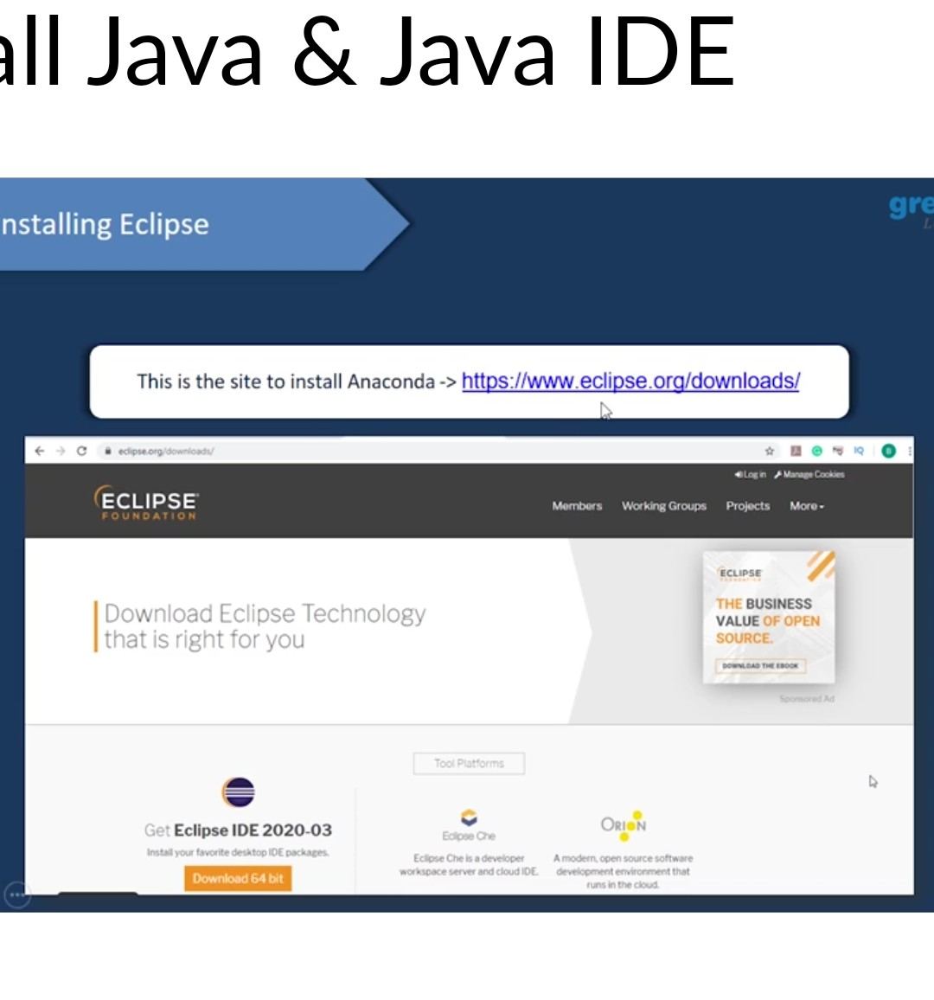 all Java & Java IDE
nstalling Eclipse
gre
L
This is the site to install Anaconda -> https://www.eclipse.org/downloads/
eclipse.org/downloads/
IQ
B
Log in Manage Cookies
ECLIPSE
FOUNDATION
Members Working Groups Projects More
Download Eclipse Technology
that is right for you
ECLIPSE
FOUNDATION
THE BUSINESS
VALUE OF OPEN
SOURCE.
DOWNLOAD THE EBOOK
Sponsored Ad
Tool Platforms
Get Eclipse IDE 2020-03
Install your favorite desktop IDE packages.
Download 64 bit
Eclipse Che
Eclipse Che is a developer
workspace server and cloud IDE.
ORION
A modern, open source software
development environment that
runs in the cloud.